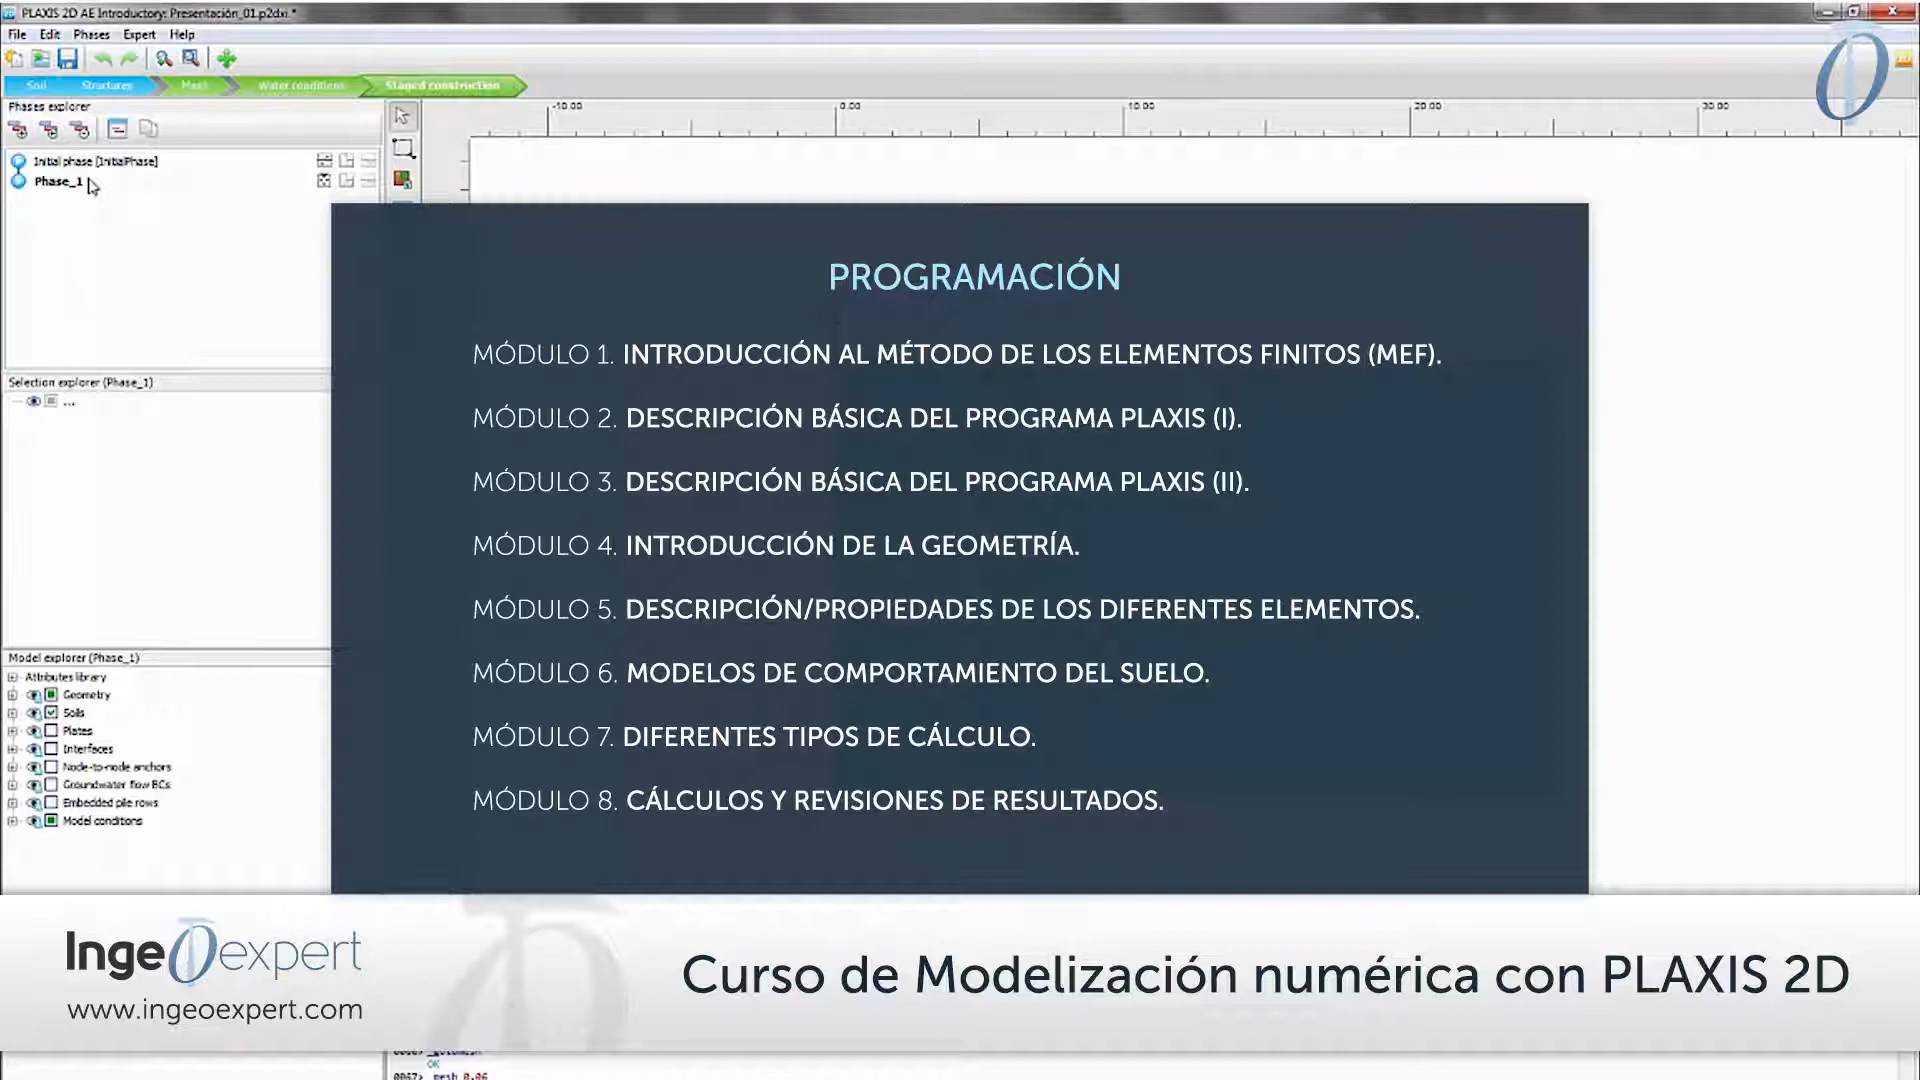 PLAXIS 2D AE Introductory: Presentación_01.p2dxi *
File Edit Phases Expert Help
Soil Structures Mesh Water conditions Staged construction
Phases explorer
-10.00 0.00 10.00 20.00 30.00
Initial phase [InitialPhase]
Phase_1
PROGRAMACIÓN
MÓDULO 1. INTRODUCCIÓN AL MÉTODO DE LOS ELEMENTOS FINITOS (MEF).
MÓDULO 2. DESCRIPCIÓN BÁSICA DEL PROGRAMA PLAXIS (I).
MÓDULO 3. DESCRIPCIÓN BÁSICA DEL PROGRAMA PLAXIS (II).
MÓDULO 4. INTRODUCCIÓN DE LA GEOMETRÍA.
MÓDULO 5. DESCRIPCIÓN/PROPIEDADES DE LOS DIFERENTES ELEMENTOS.
MÓDULO 6. MODELOS DE COMPORTAMIENTO DEL SUELO.
MÓDULO 7. DIFERENTES TIPOS DE CÁLCULO.
MÓDULO 8. CÁLCULOS Y REVISIONES DE RESULTADOS.
Selection explorer (Phase_1)
...
Model explorer (Phase_1)
Attributes library
Geometry
Soils
Plates
Interfaces
Node-to-node anchors
Groundwater flow BCs
Embedded pile rows
Model conditions
IngeOexpert
www.ingeoexpert.com
Curso de Modelización numérica con PLAXIS 2D
OK
0067> mesh 0.06